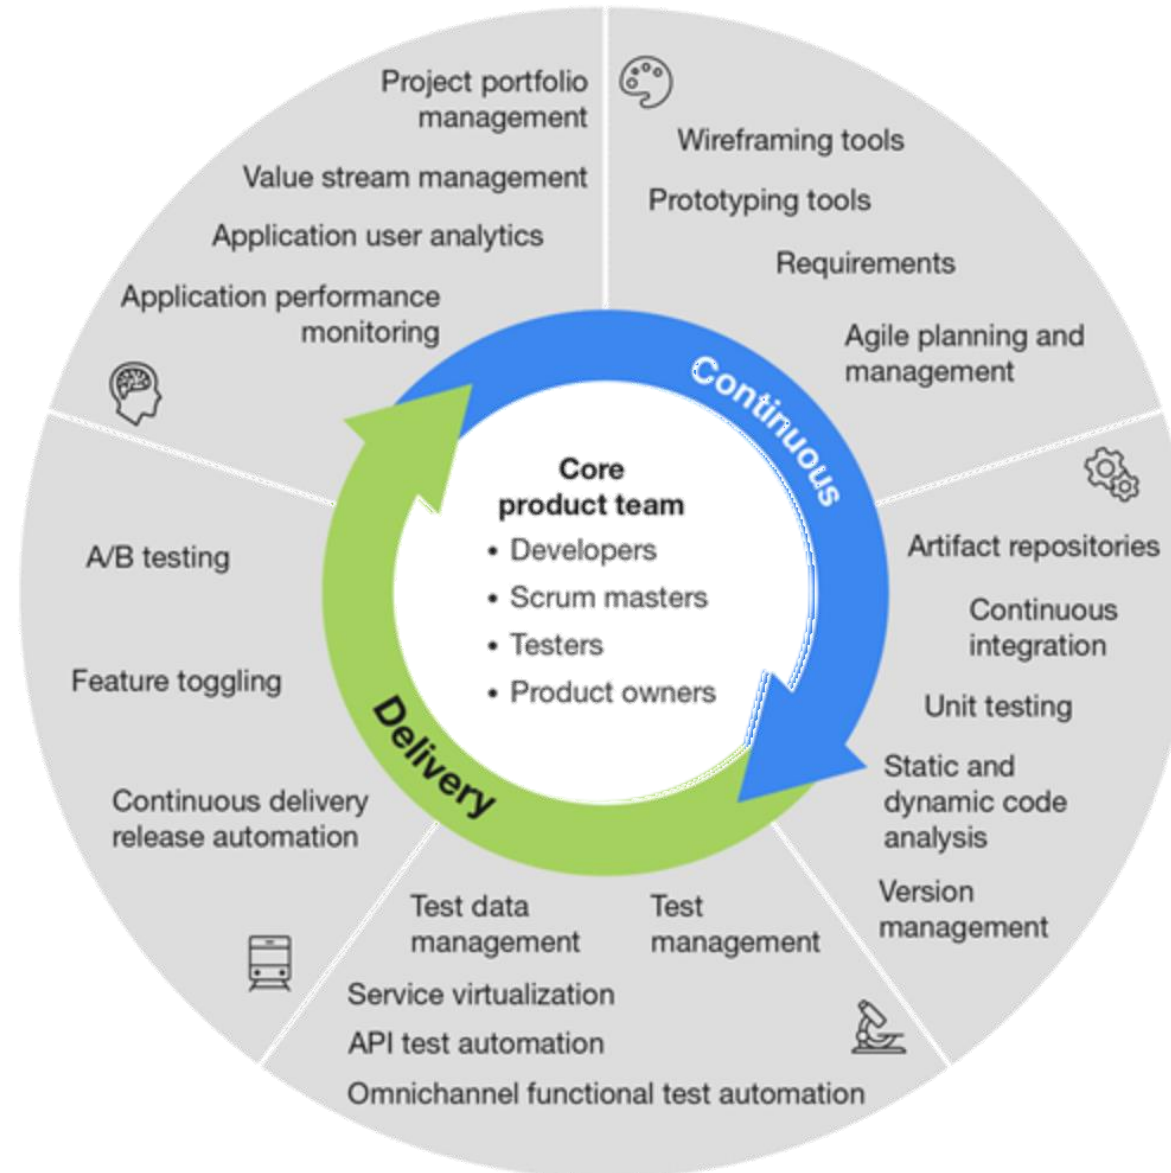 Project portfolio
management
Value stream management
Application user analytics
Application performance
monitoring
Wireframing tools
Prototyping tools
Requirements
Agile planning and
management
Continuous
Core
product team
• Developers
• Scrum masters
• Testers
• Product owners
Delivery
Artifact repositories
Continuous
integration
Unit testing
Static and
dynamic code
analysis
Version
management
A/B testing
Feature toggling
Continuous delivery
release automation
Test data
management
Test
management
Service virtualization
API test automation
Omnichannel functional test automation